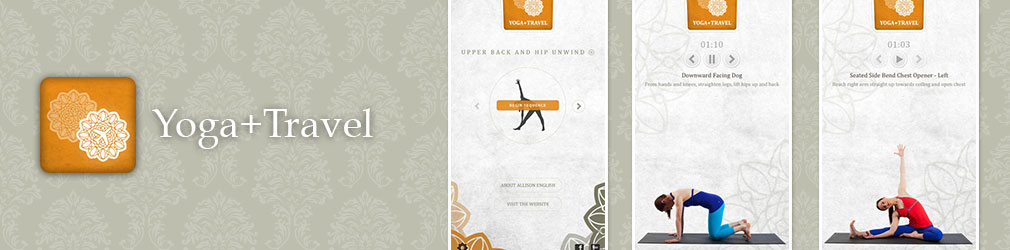 Yoga+Travel
YOGA+TRAVEL
UPPER BACK AND HIP UNWIND
BEGIN SEQUENCE
ABOUT ALLISON ENGLISH
VISIT THE WEBSITE
YOGA+TRAVEL
01:10
Downward Facing Dog
From hands and knees, straighten legs, lift hips up and back
YOGA+TRAVEL
01:03
Seated Side Bend Chest Opener - Left
Reach right arm straight up towards ceiling and open chest